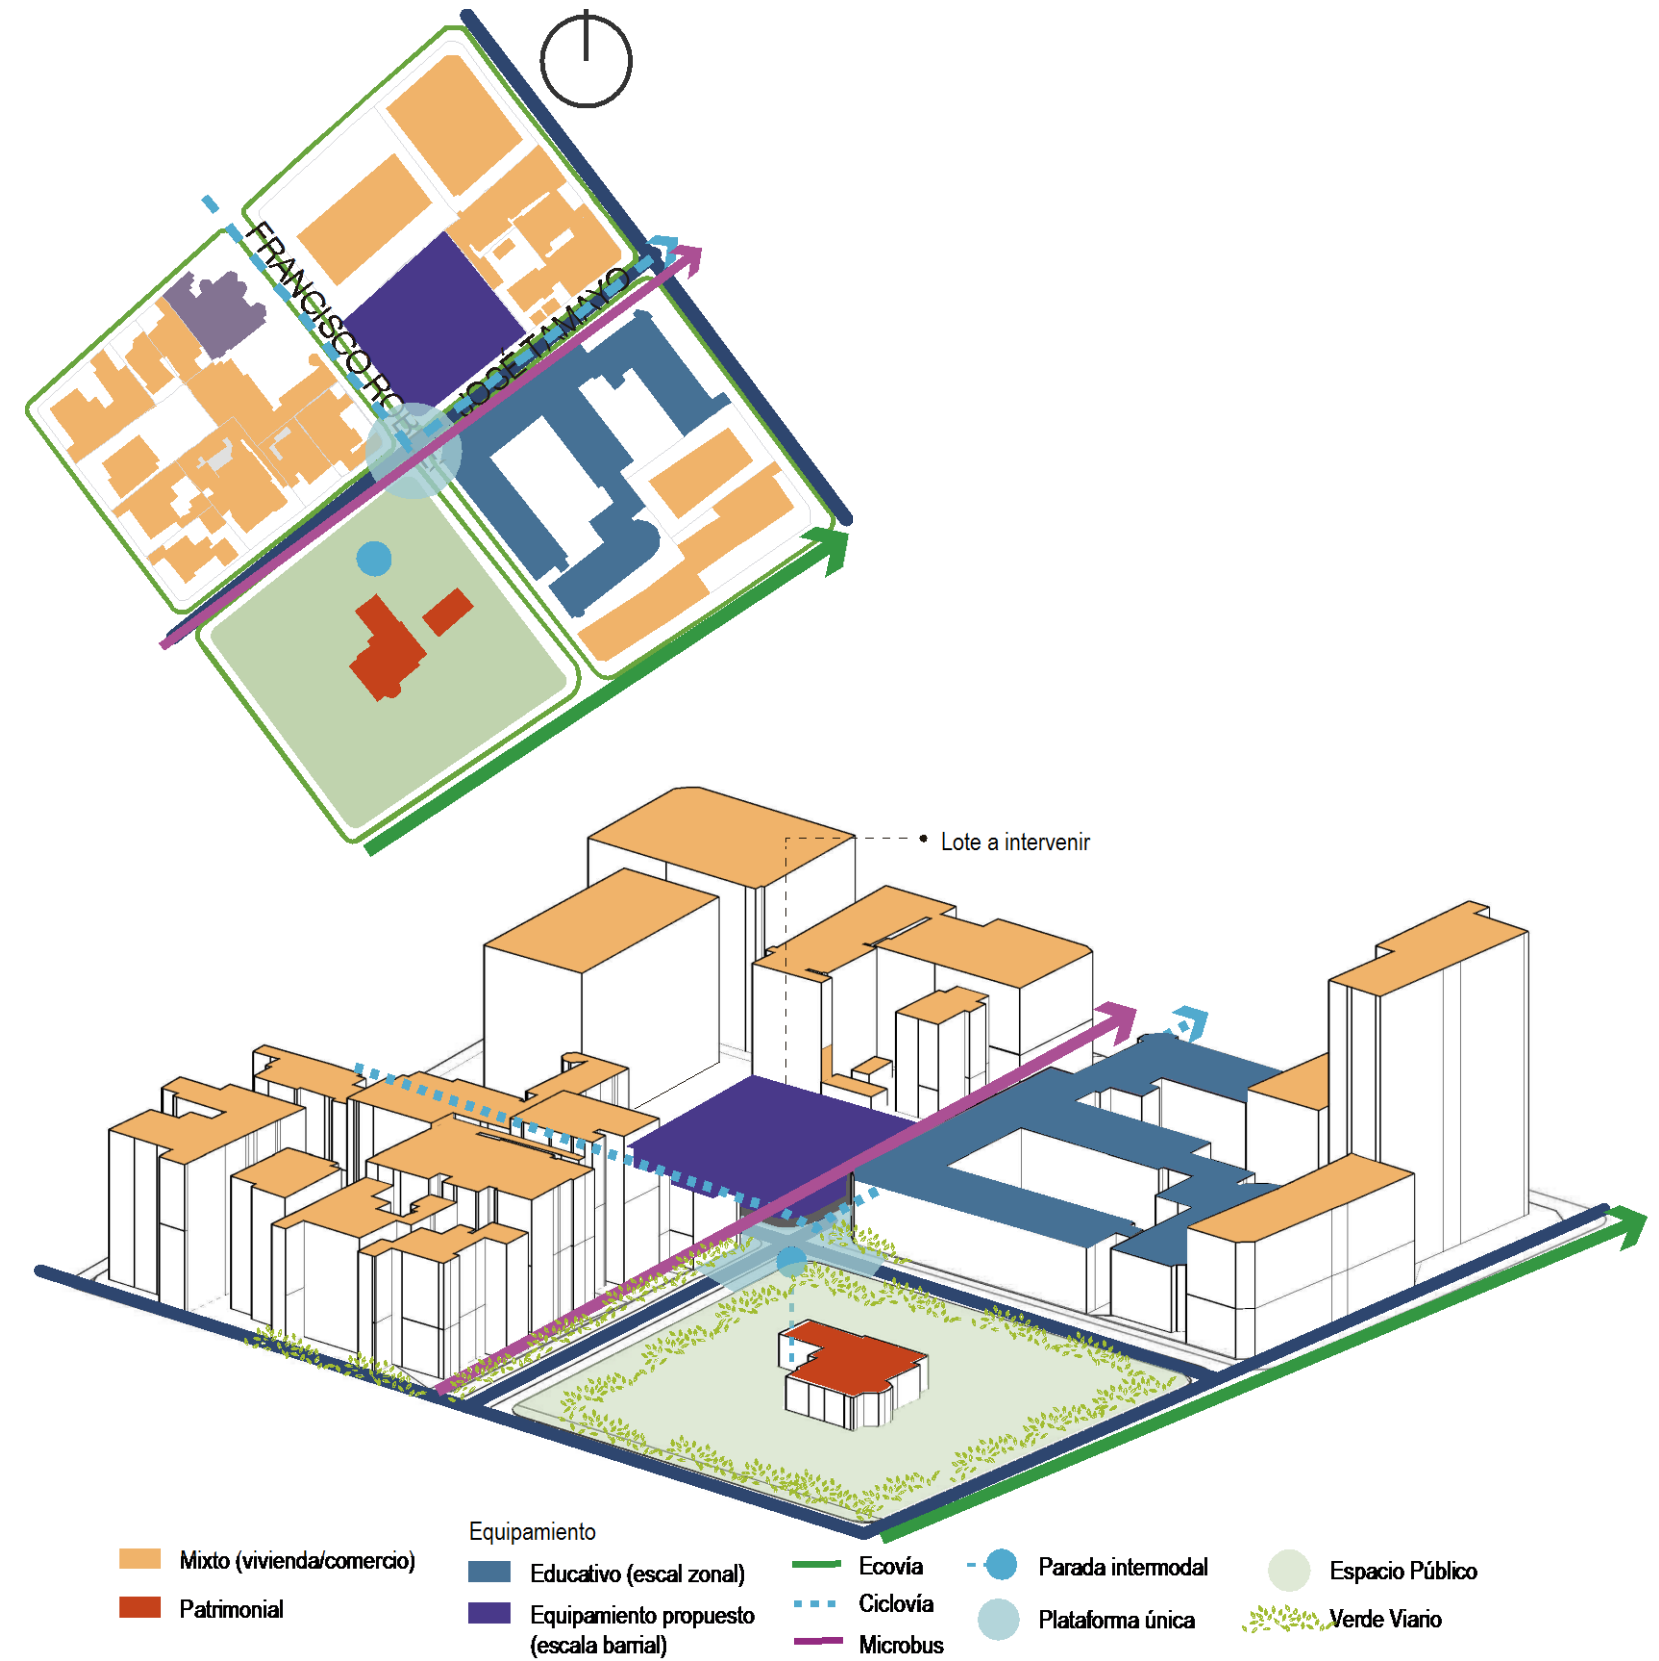 FRANCISCO RO
JOSÉ TAMAYO
Lote a intervenir
Equipamiento
Mixto (vivienda/comercio)
Patrimonial
Educativo (escal zonal)
Equipamiento propuesto
(escala barrial)
Ecovía
Ciclovía
Microbus
Parada intermodal
Plataforma única
Espacio Público
Verde Viario